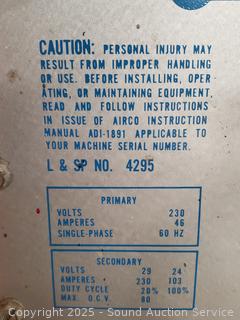 CAUTION: PERSONAL INJURY MAY
RESULT FROM IMPROPER HANDLING
OR USE. BEFORE INSTALLING, OPER-
ATING, OR MAINTAINING EQUIPMENT,
READ AND FOLLOW INSTRUCTIONS
IN ISSUE OF AIRCO INSTRUCTION
MANUAL ADI-1891 APPLICABLE TO
YOUR MACHINE SERIAL NUMBER.
L & SP NO. 4295
PRIMARY
VOLTS 230
AMPERES 46
SINGLE-PHASE 60 HZ
SECONDARY
VOLTS 29 24
AMPERES 230 103
DUTY CYCLE 20% 100%
MAX. O.C.V. 80
Copyright 2025 - Sound Auction Service